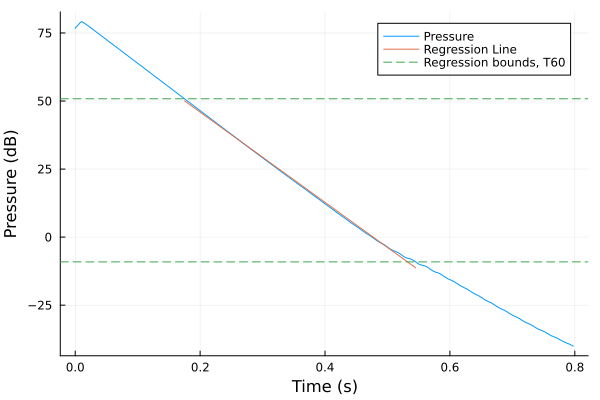 Pressure
Regression Line
Regression bounds, T60
Pressure (dB)
75
50
25
0
−25
0.0 0.2 0.4 0.6 0.8
Time (s)